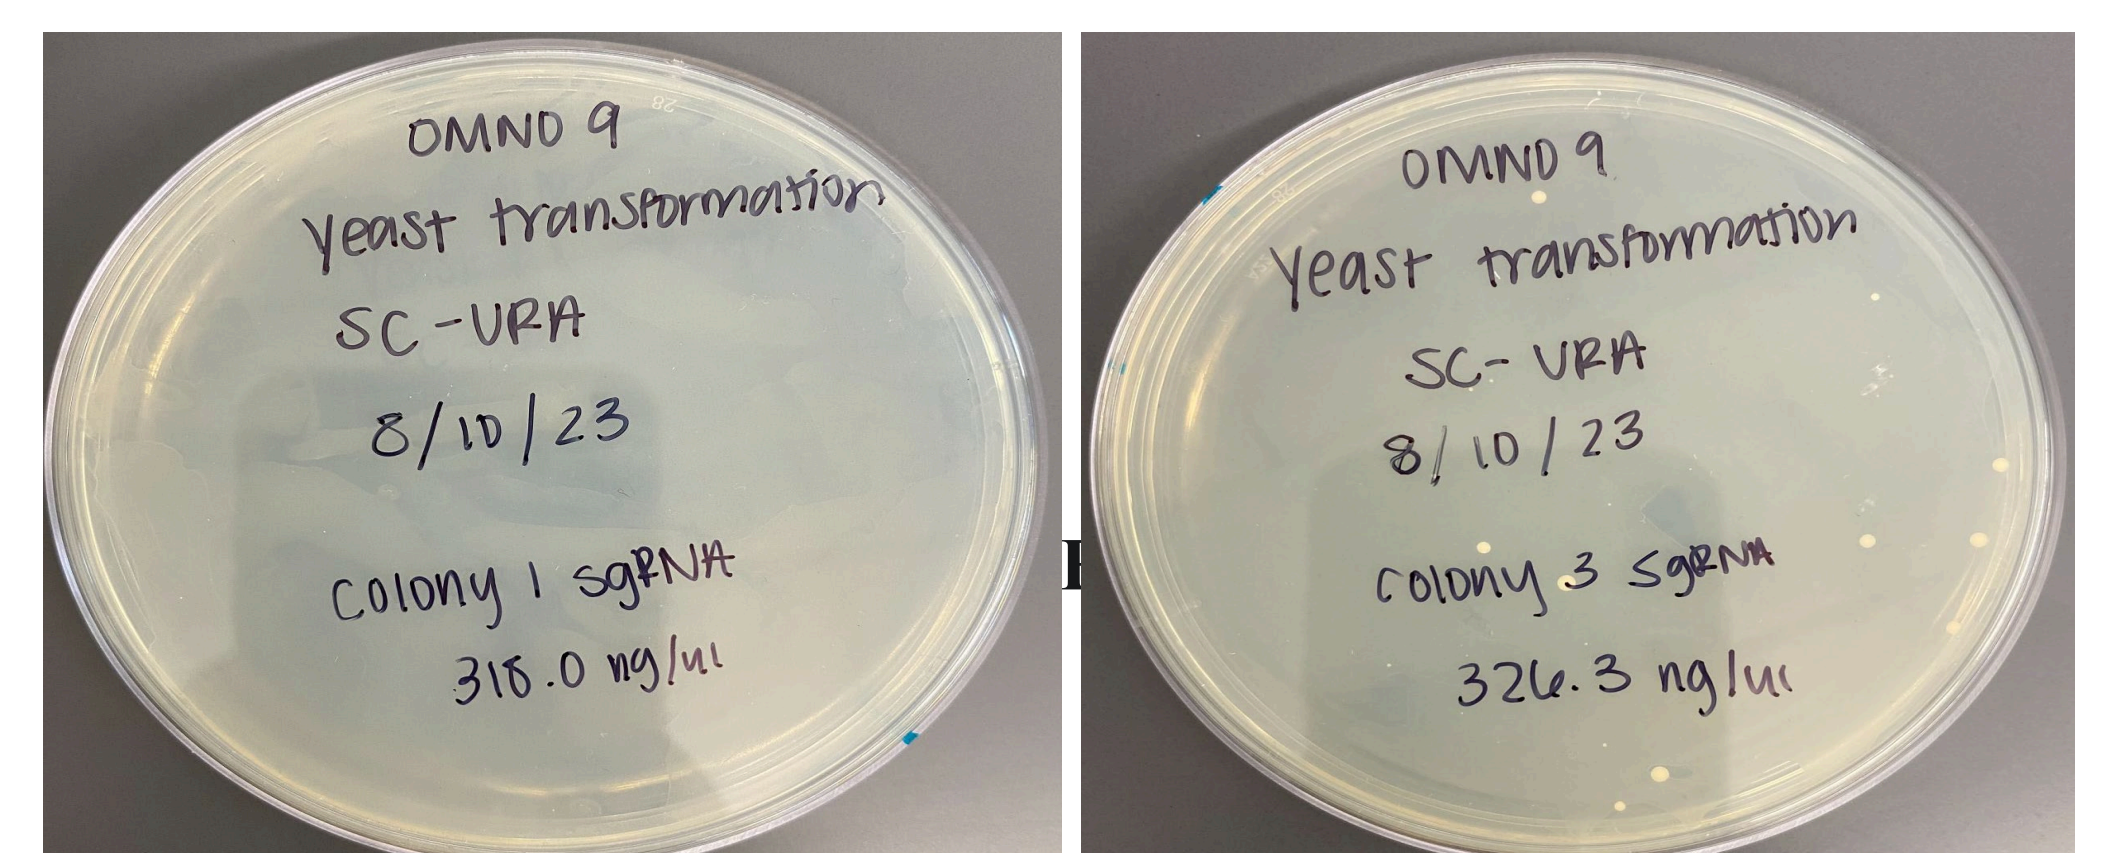 OMNO 9
yeast transformation
SC-URA
8/10/23
Colony 1 sgRNA
318.0 ng/ul
28
OMNO 9
yeast transformation
SC-URA
8/10/23
Colony 3 sgRNA
326.3 ng/ul